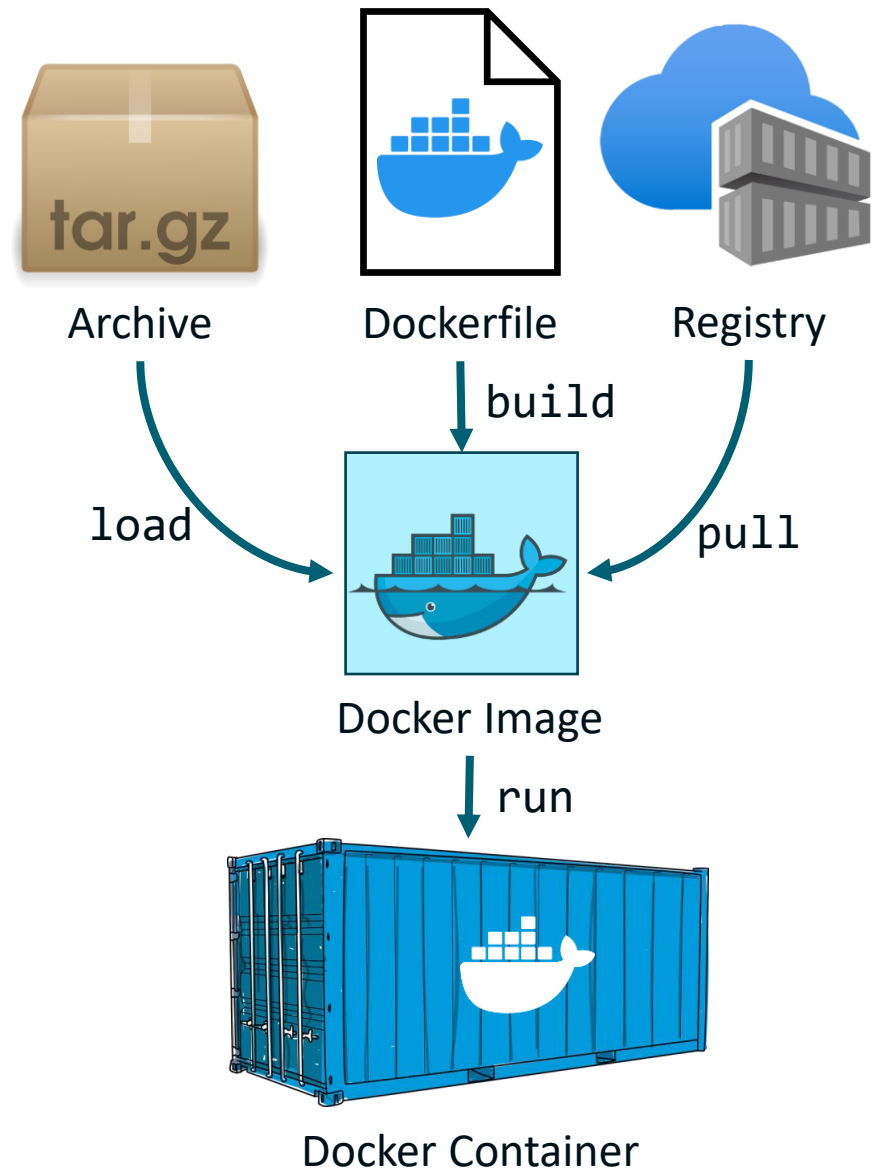 tar.gz
Archive
Dockerfile
Registry
build
load
pull
Docker Image
run
Docker Container